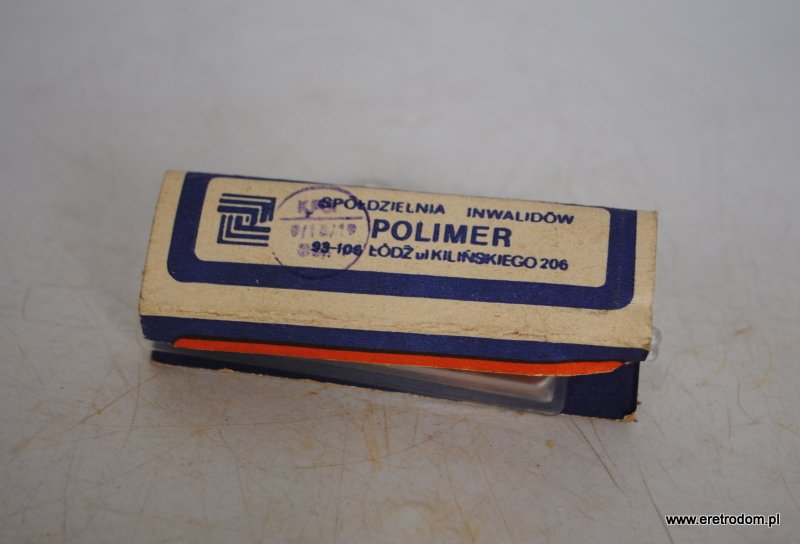 SPÓŁDZIELNIA INWALIDÓW
POLIMER
93-106 ŁÓDŹ ul KILIŃSKIEGO 206
www.eretrodom.pl